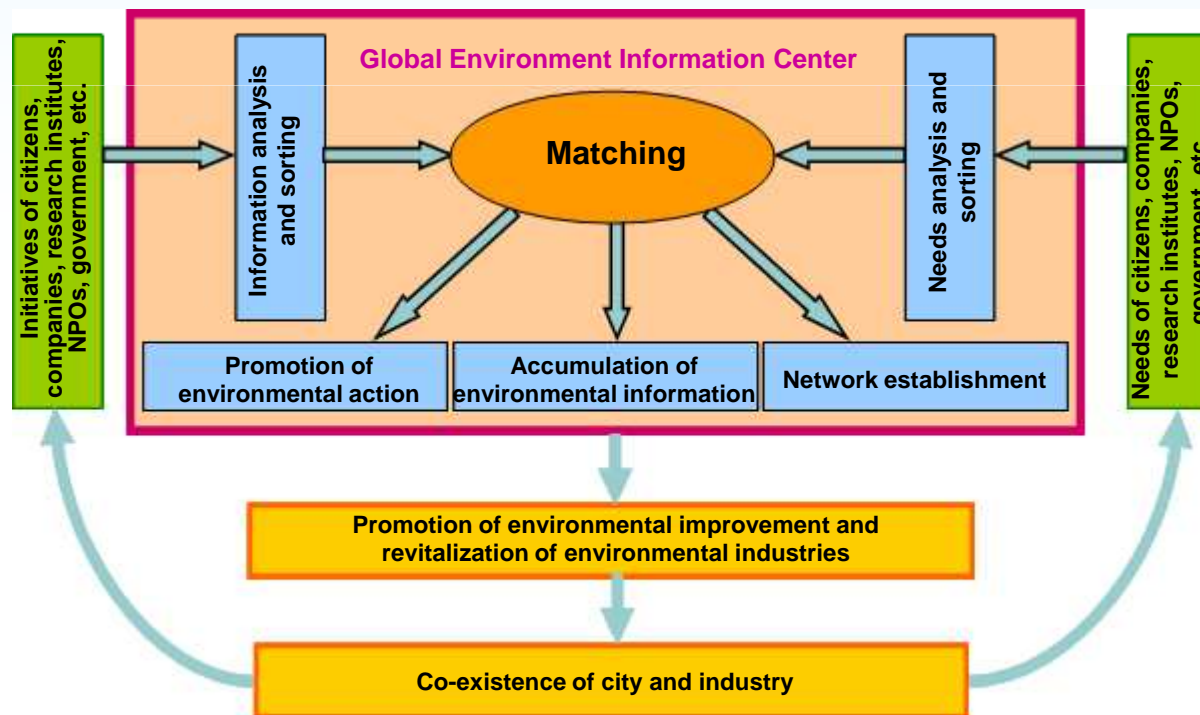 Global Environment Information Center
Initiatives of citizens,
companies, research institutes,
NPOs, government, etc.
Information analysis
and sorting
Matching
Needs analysis and
sorting
Needs of citizens, companies,
research institutes, NPOs,
government, etc.
Promotion of
environmental action
Accumulation of
environmental information
Network establishment
Promotion of environmental improvement and
revitalization of environmental industries
Co-existence of city and industry